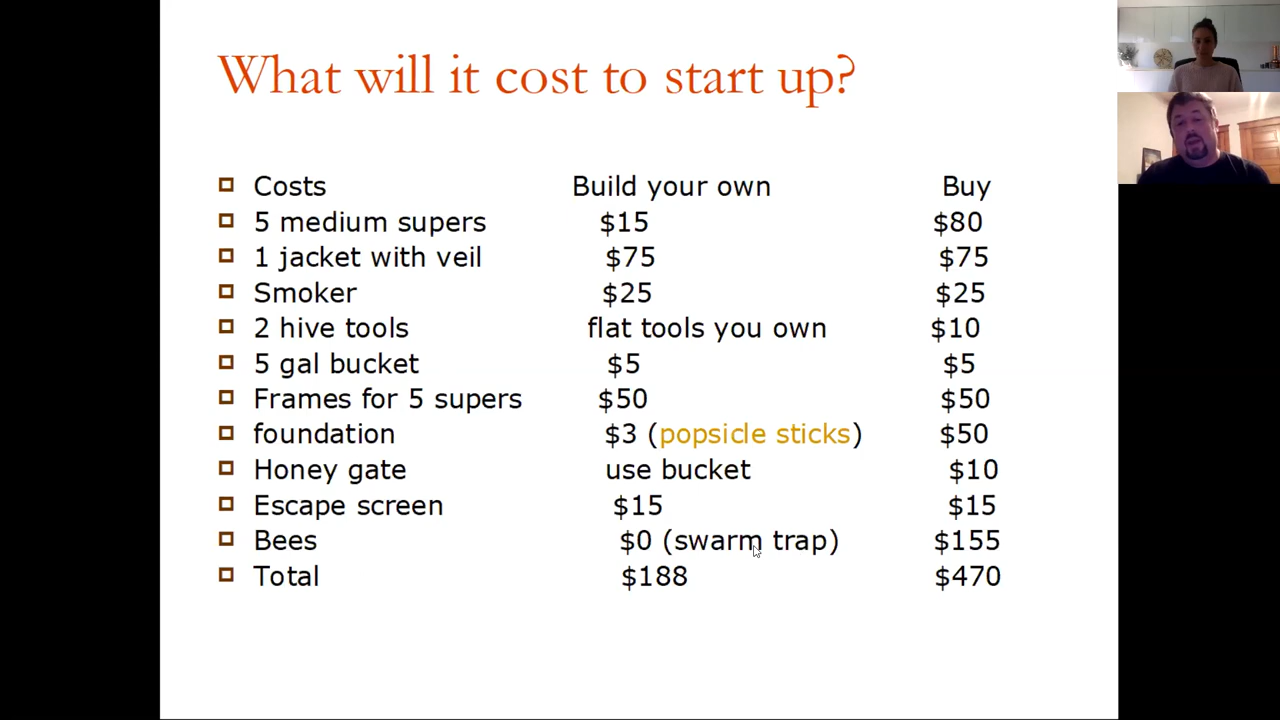 What will it cost to start up?
Costs Build your own Buy
5 medium supers $15 $80
1 jacket with veil $75 $75
Smoker $25 $25
2 hive tools flat tools you own $10
5 gal bucket $5 $5
Frames for 5 supers $50 $50
foundation $3 (popsicle sticks) $50
Honey gate use bucket $10
Escape screen $15 $15
Bees $0 (swarm trap) $155
Total $188 $470